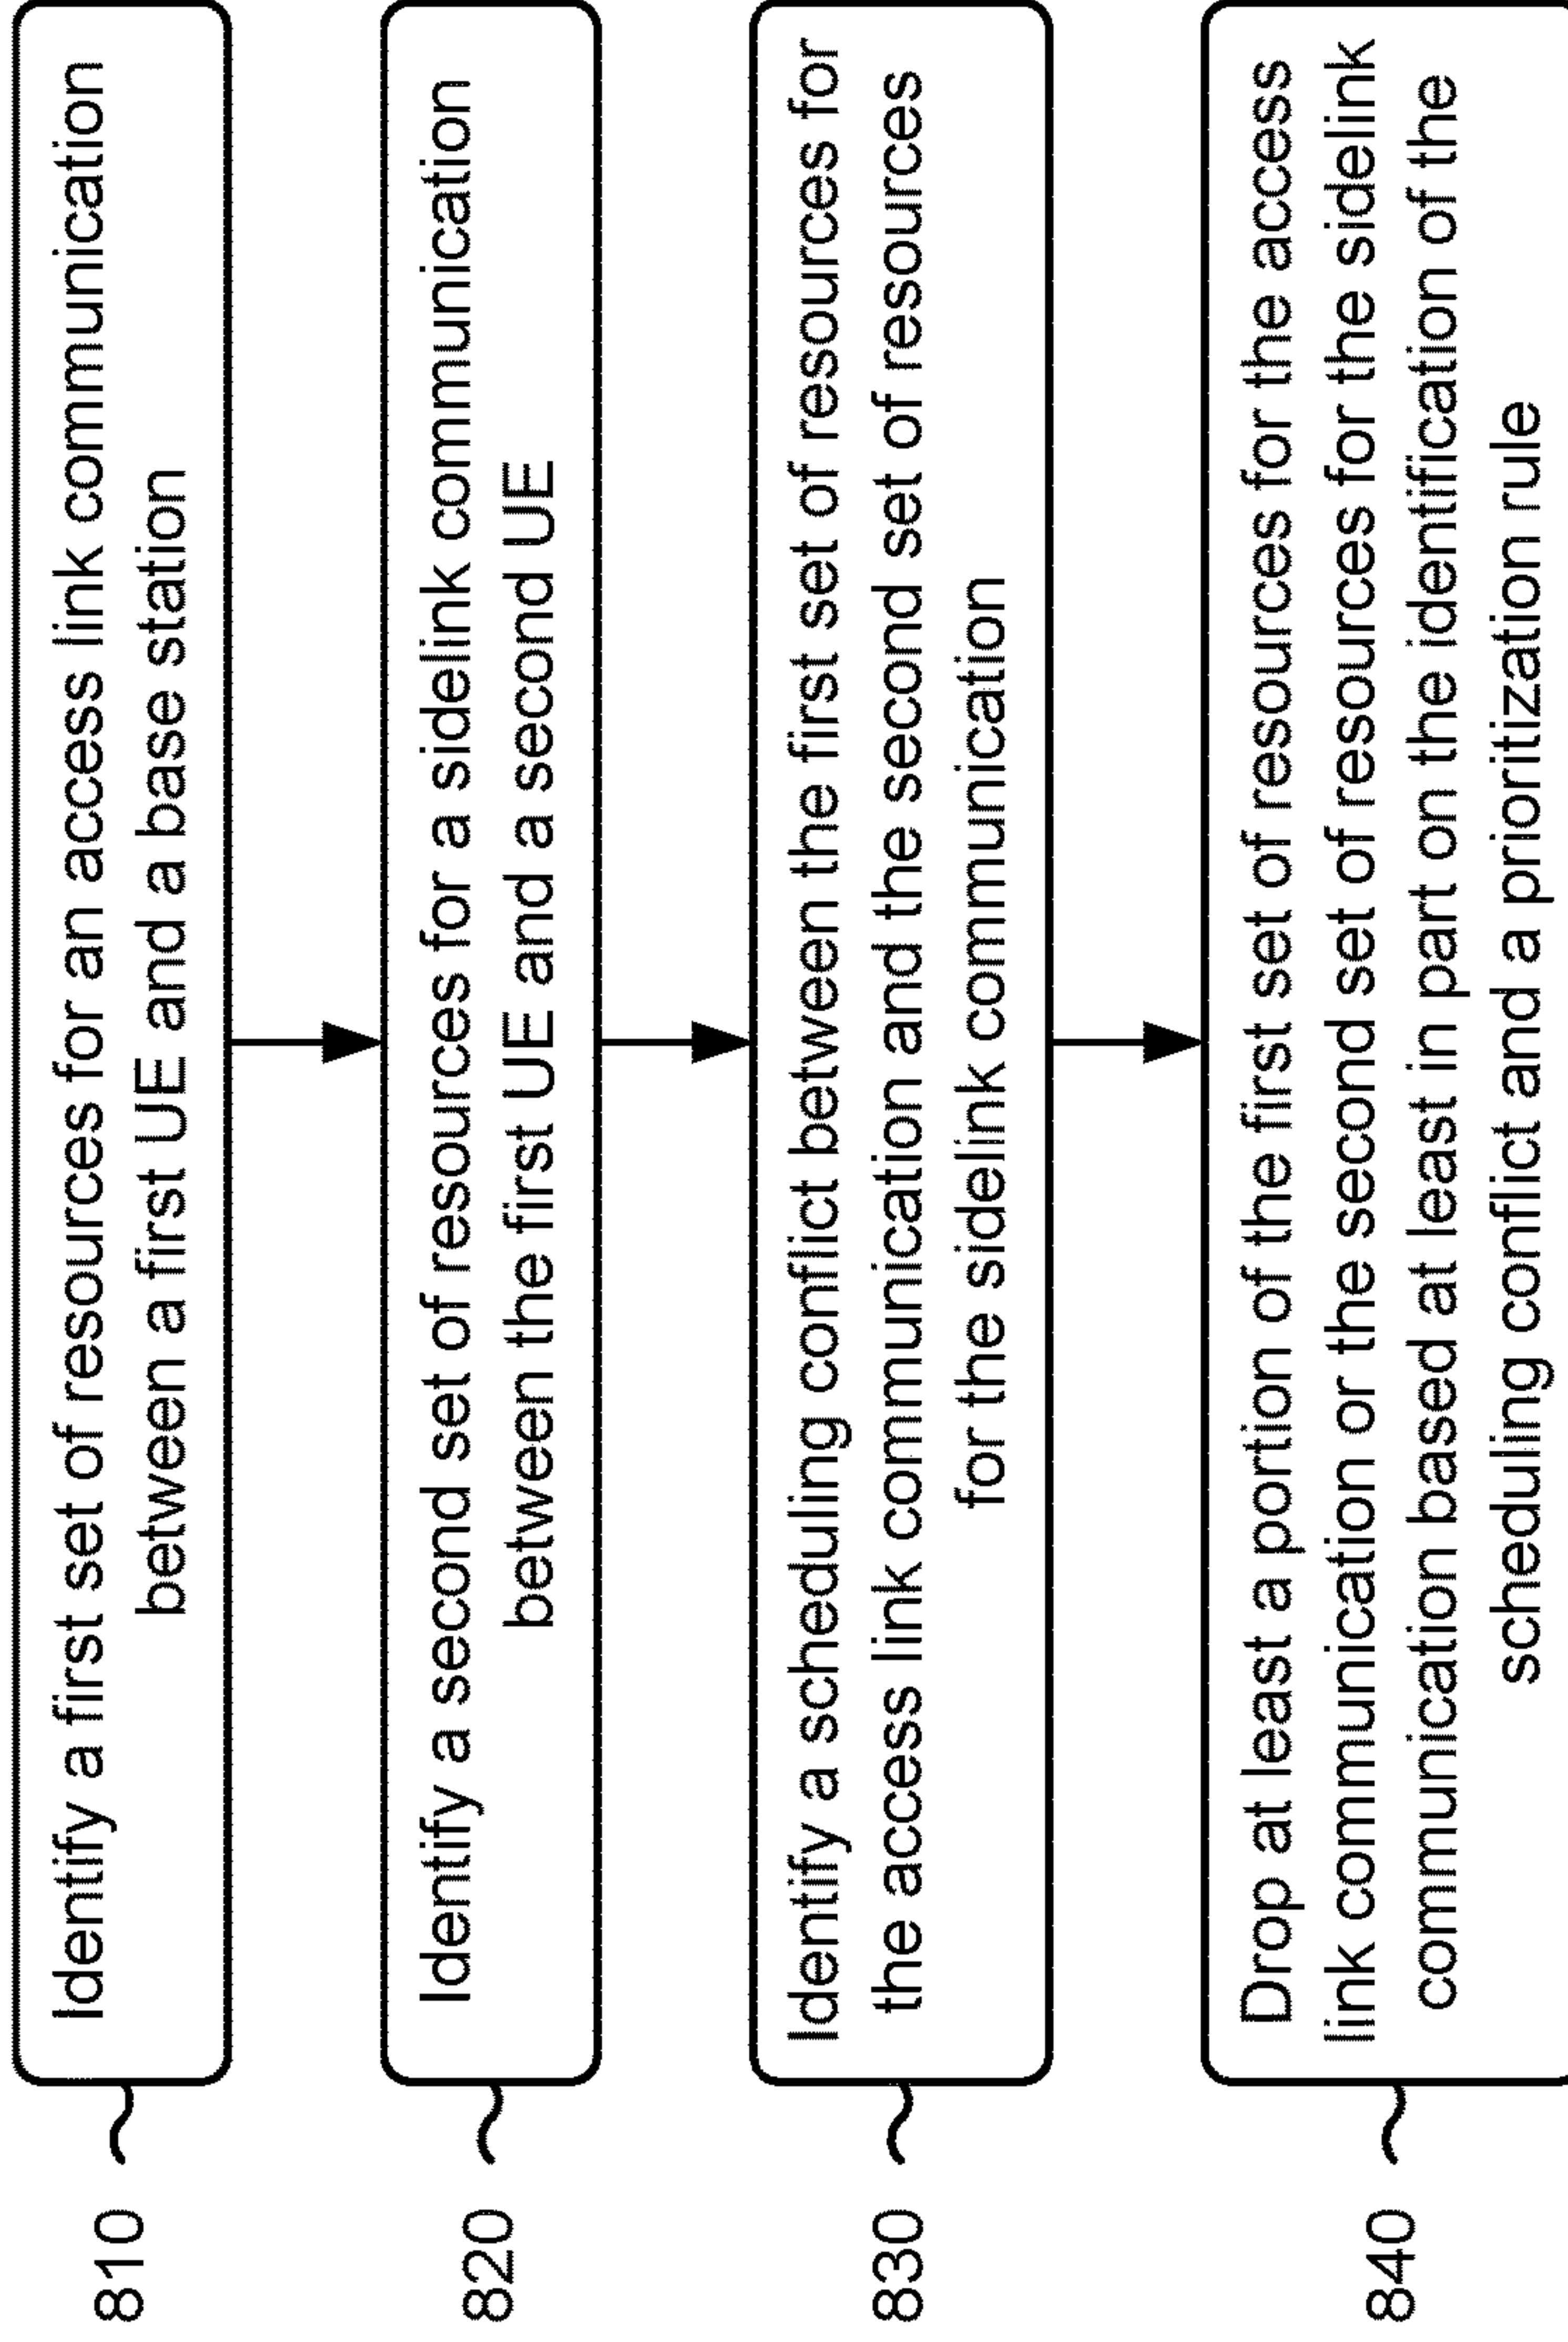 810
Identify a first set of resources for an access link communication
between a first UE and a base station
820
Identify a second set of resources for a sidelink communication
between the first UE and a second UE
830
Identify a scheduling conflict between the first set of resources for
the access link communication and the second set of resources
for the sidelink communication
840
Drop at least a portion of the first set of resources for the access
link communication or the second set of resources for the sidelink
communication based at least in part on the identification of the
scheduling conflict and a prioritization rule